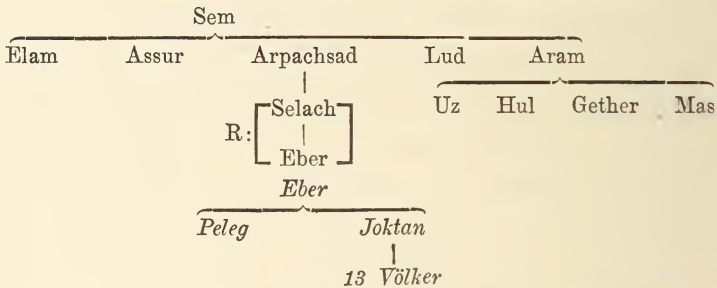 Sem
Elam Assur Arpachsad Lud Aram
Uz Hul Gether Mas
Selach
R:
Eber
Eber
Peleg Joktan
13 Völker